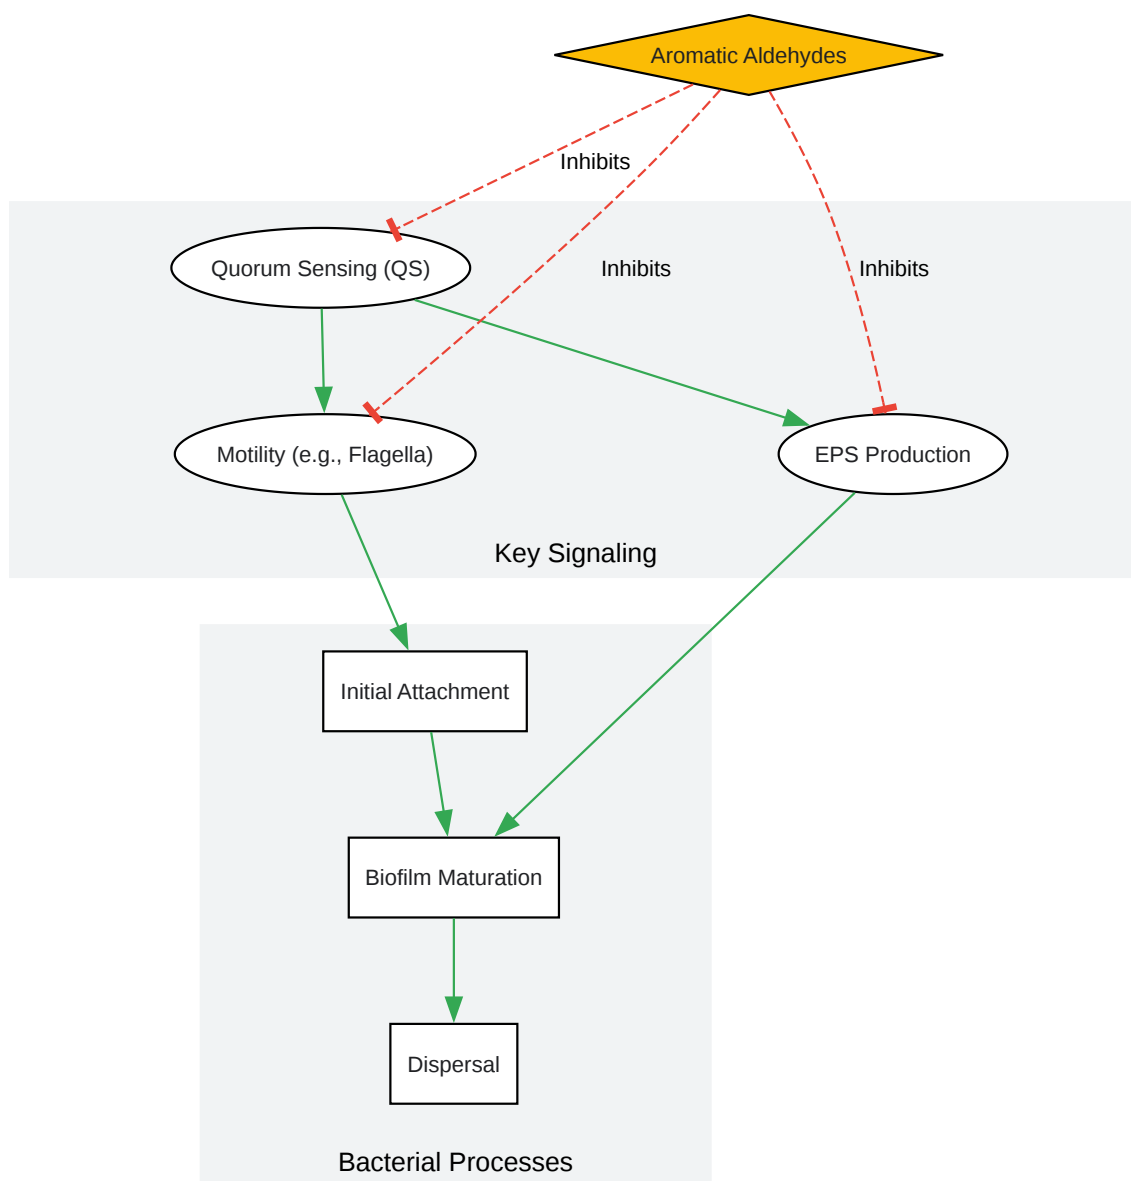 Aromatic Aldehydes
Inhibits
Quorum Sensing (QS)
Inhibits
Inhibits
Motility (e.g., Flagella)
EPS Production
Key Signaling
Initial Attachment
Biofilm Maturation
Dispersal
Bacterial Processes